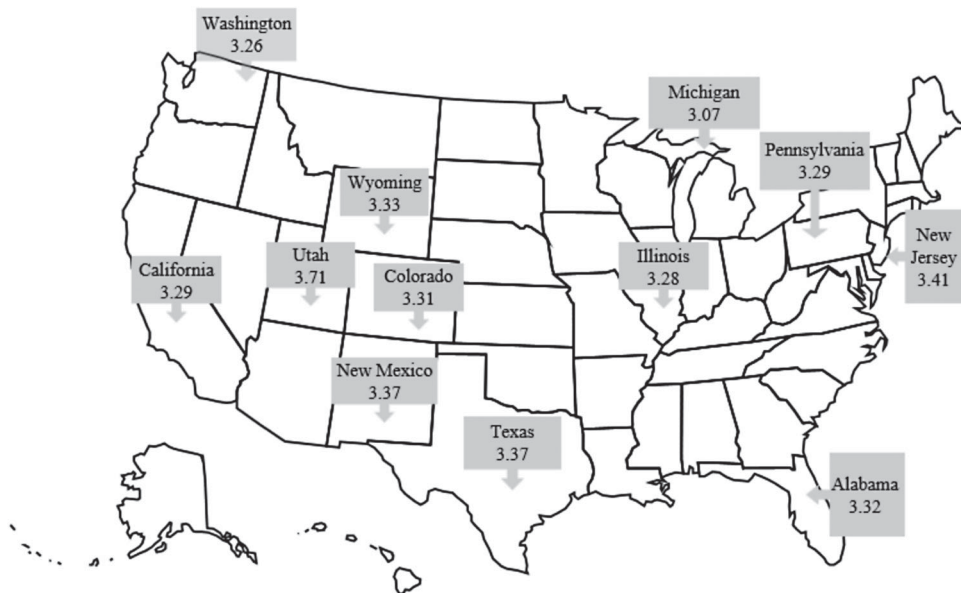 Washington
3.26
Michigan
3.07
Pennsylvania
3.29
Wyoming
3.33
New
Jersey
3.41
California
3.29
Utah
3.71
Colorado
3.31
Illinois
3.28
New Mexico
3.37
Texas
3.37
Alabama
3.32